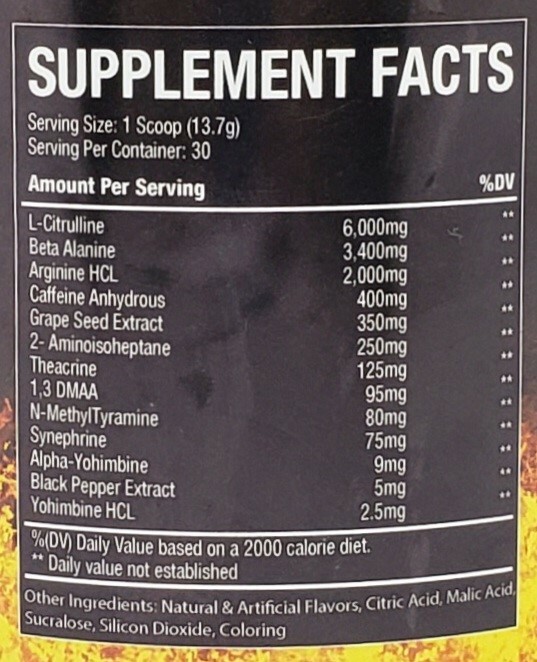 SUPPLEMENT FACTS
Serving Size: 1 Scoop (13.7g)
Serving Per Container: 30
Amount Per Serving %DV
L-Citrulline 6,000mg **
Beta Alanine 3,400mg **
Arginine HCL 2,000mg **
Caffeine Anhydrous 400mg **
Grape Seed Extract 350mg **
2- Aminoisoheptane 250mg **
Theacrine 125mg **
1,3 DMAA 95mg **
N-MethylTyramine 80mg **
Synephrine 75mg **
Alpha-Yohimbine 9mg **
Black Pepper Extract 5mg **
Yohimbine HCL 2.5mg
%(DV) Daily Value based on a 2000 calorie diet.
** Daily value not established
Other Ingredients: Natural & Artificial Flavors, Citric Acid, Malic Acid,
Sucralose, Silicon Dioxide, Coloring